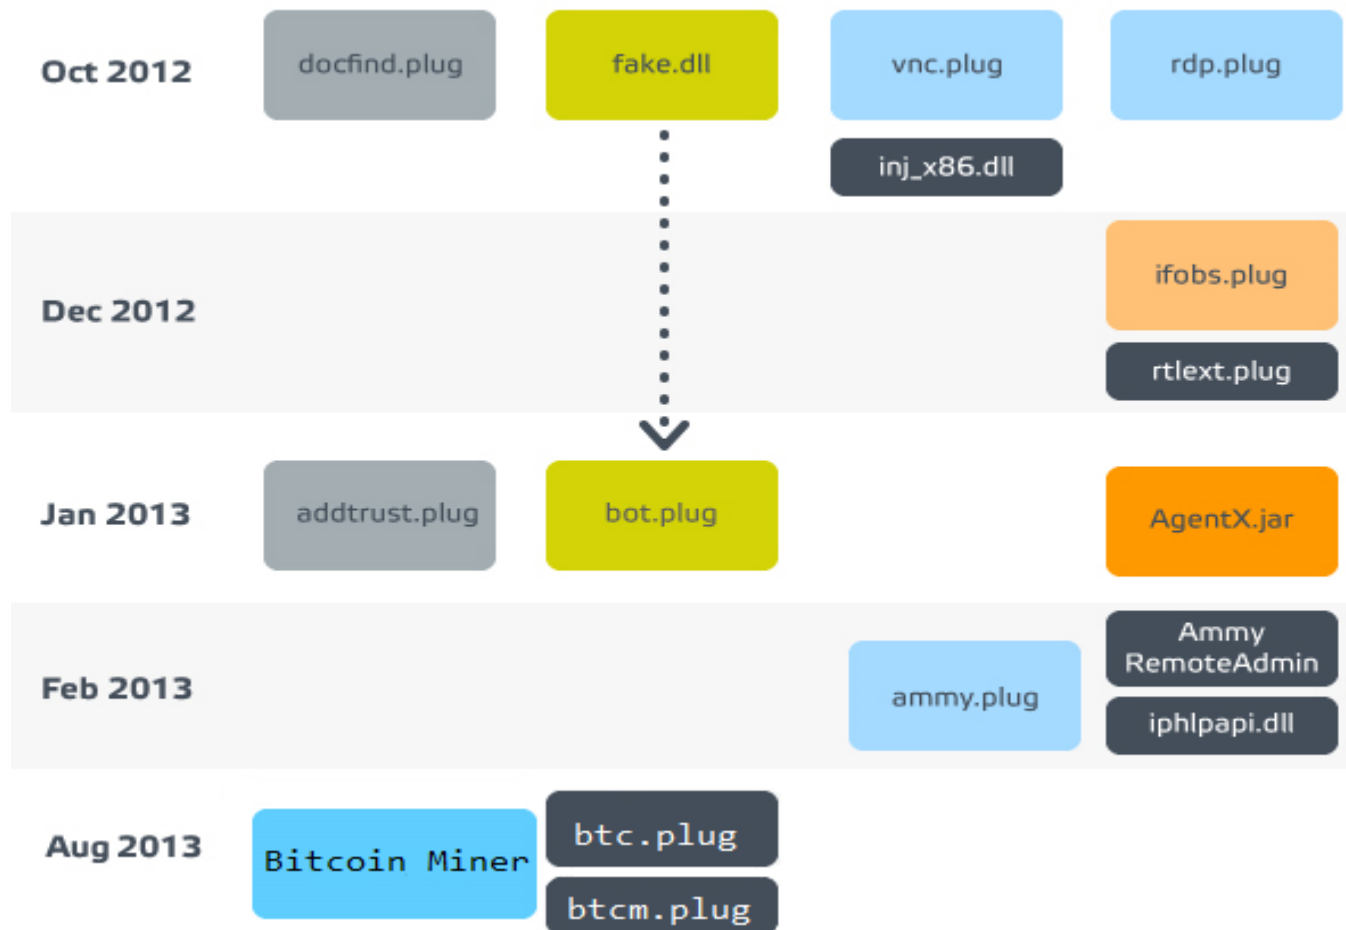 Oct 2012
docfind.plug
fake.dll
vnc.plug
rdp.plug
inj_x86.dll
Dec 2012
ifobs.plug
rtlext.plug
Jan 2013
addtrust.plug
bot.plug
AgentX.jar
Feb 2013
ammy.plug
Ammy
RemoteAdmin
iphlpapi.dll
Aug 2013
Bitcoin Miner
btc.plug
btcm.plug